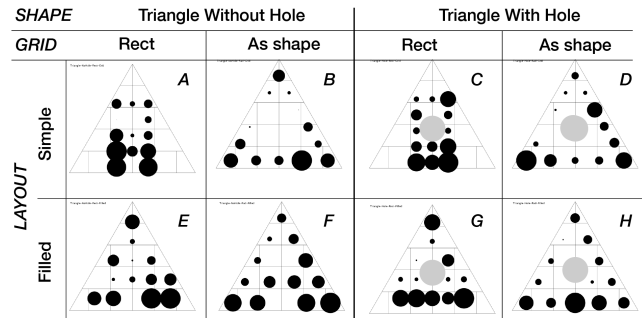 SHAPE Triangle Without Hole Triangle With Hole
GRID Rect As shape Rect As shape
LAYOUT
Simple
A B C D
Filled
E F G H